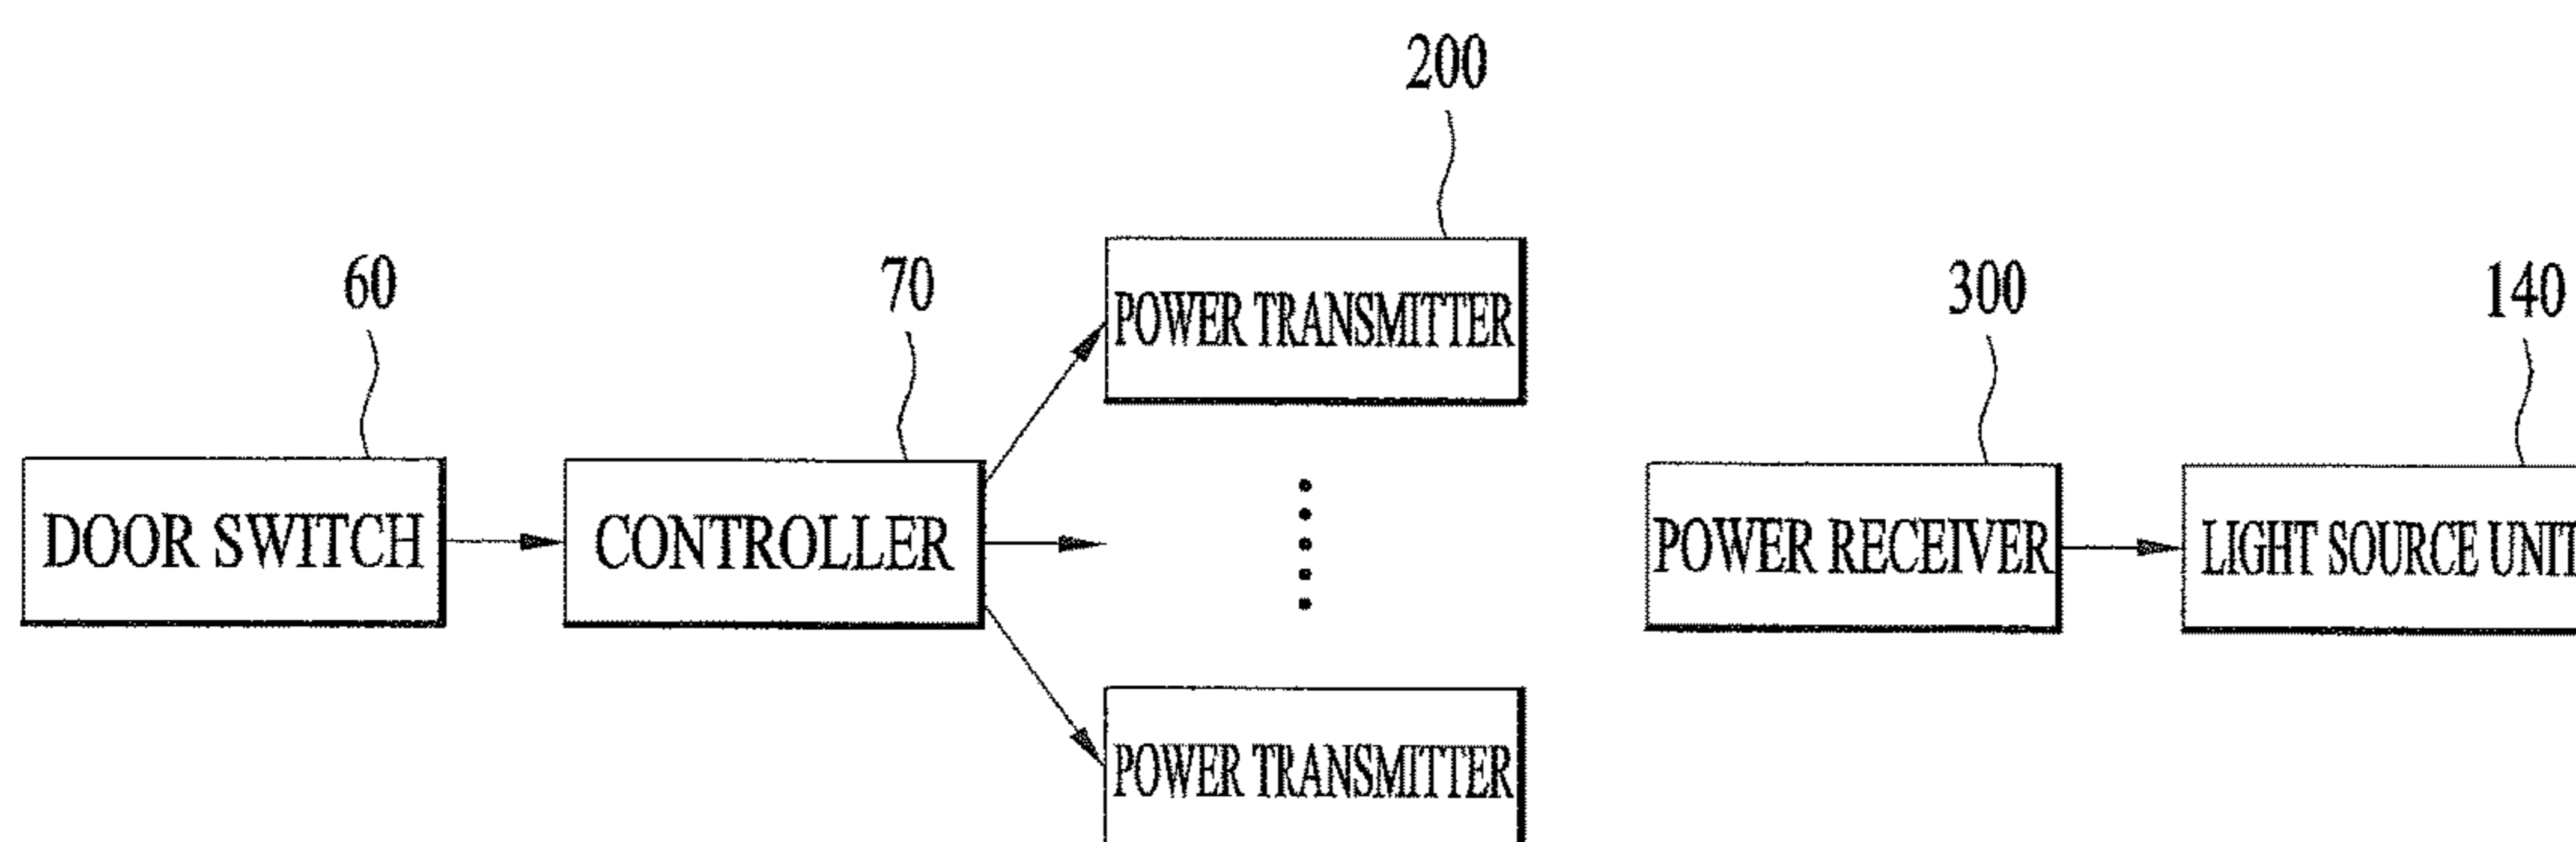 200
60
70
300
140
POWER TRANSMITTER
DOOR SWITCH
CONTROLLER
POWER RECEIVER
LIGHT SOURCE UNIT
POWER TRANSMITTER